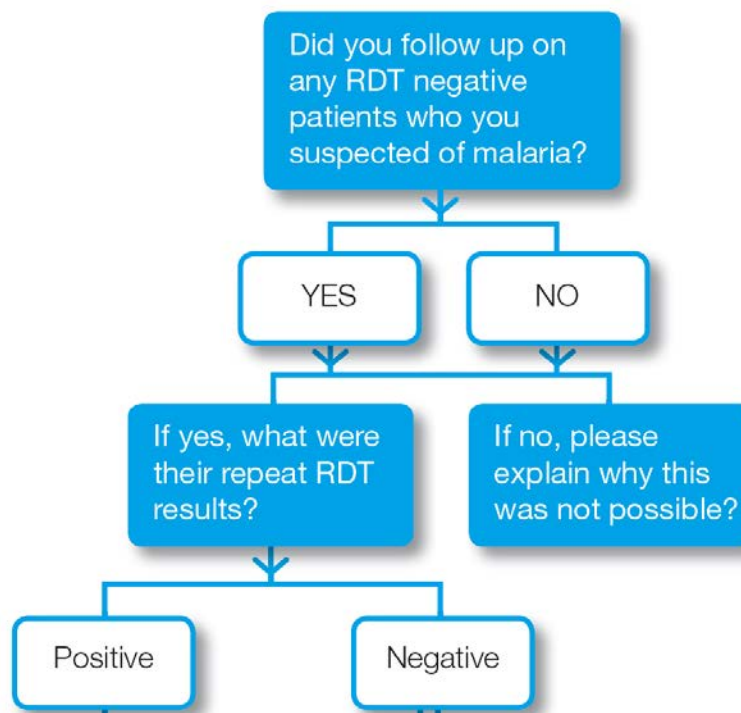 Did you follow up on
any RDT negative
patients who you
suspected of malaria?
YES
NO
If yes, what were
their repeat RDT
results?
If no, please
explain why this
was not possible?
Positive
Negative